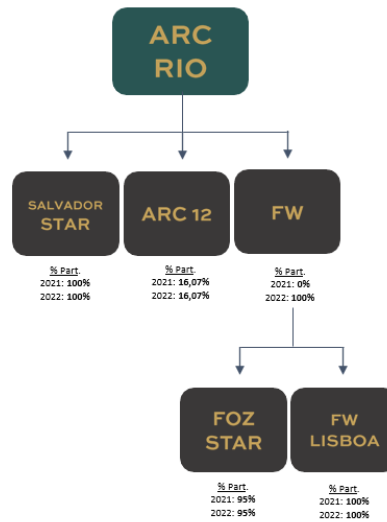 ARC
RIO
SALVADOR
STAR
ARC 12
FW
% Part.
2021: 100%
2022: 100%
% Part.
2021: 16,07%
2022: 16,07%
% Part.
2021: 0%
2022: 100%
FOZ
STAR
FW
LISBOA
% Part.
2021: 95%
2022: 95%
% Part.
2021: 100%
2022: 100%